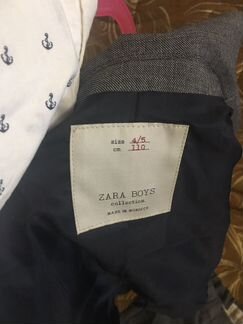 size 4/5
cm 110
ZARA BOYS
collection
MADE IN MOROCCO